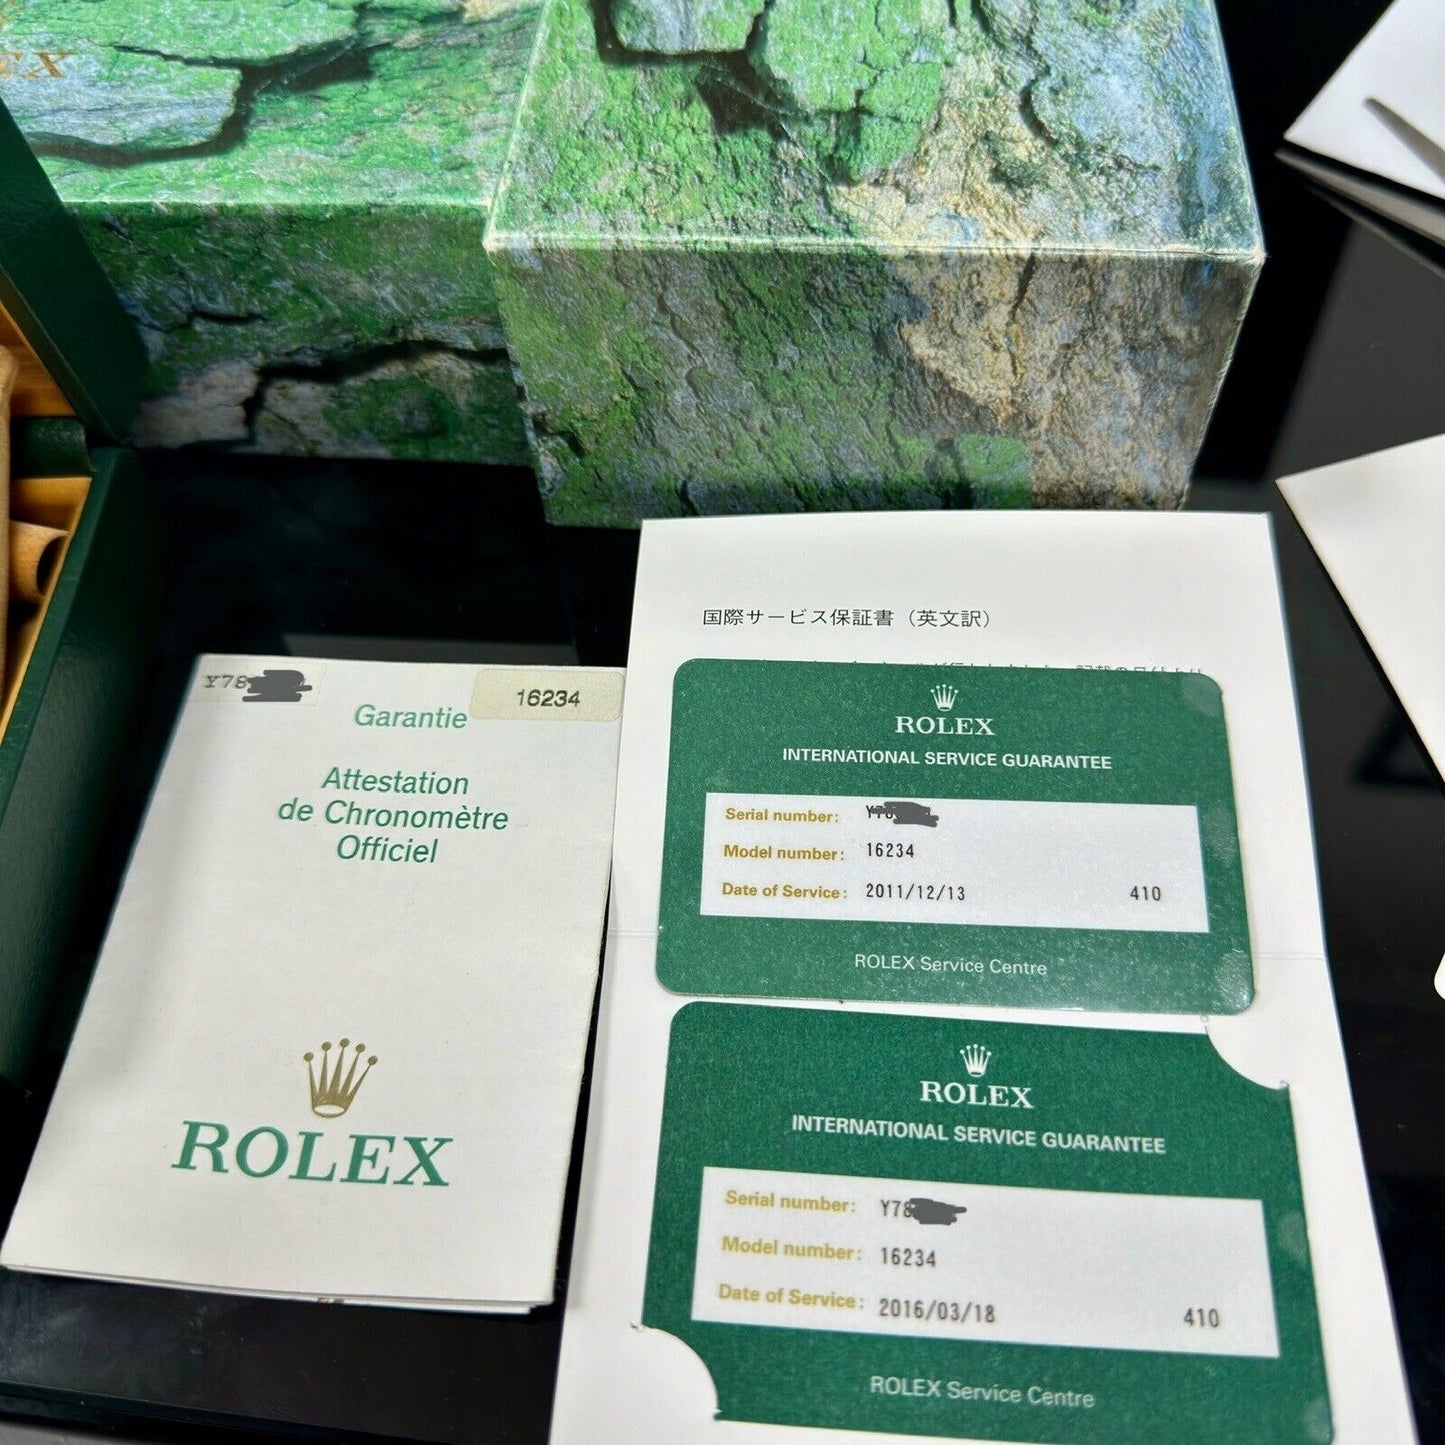 ROLEX
Y78
16234
Garantie
Attestation
de Chronomètre
Officiel
ROLEX
国際サービス保証書（英文訳）
ROLEX
INTERNATIONAL SERVICE GUARANTEE
Serial number: Y78
Model number: 16234
Date of Service: 2011/12/13 410
ROLEX Service Centre
ROLEX
INTERNATIONAL SERVICE GUARANTEE
Serial number: Y78
Model number: 16234
Date of Service: 2016/03/18 410
ROLEX Service Centre